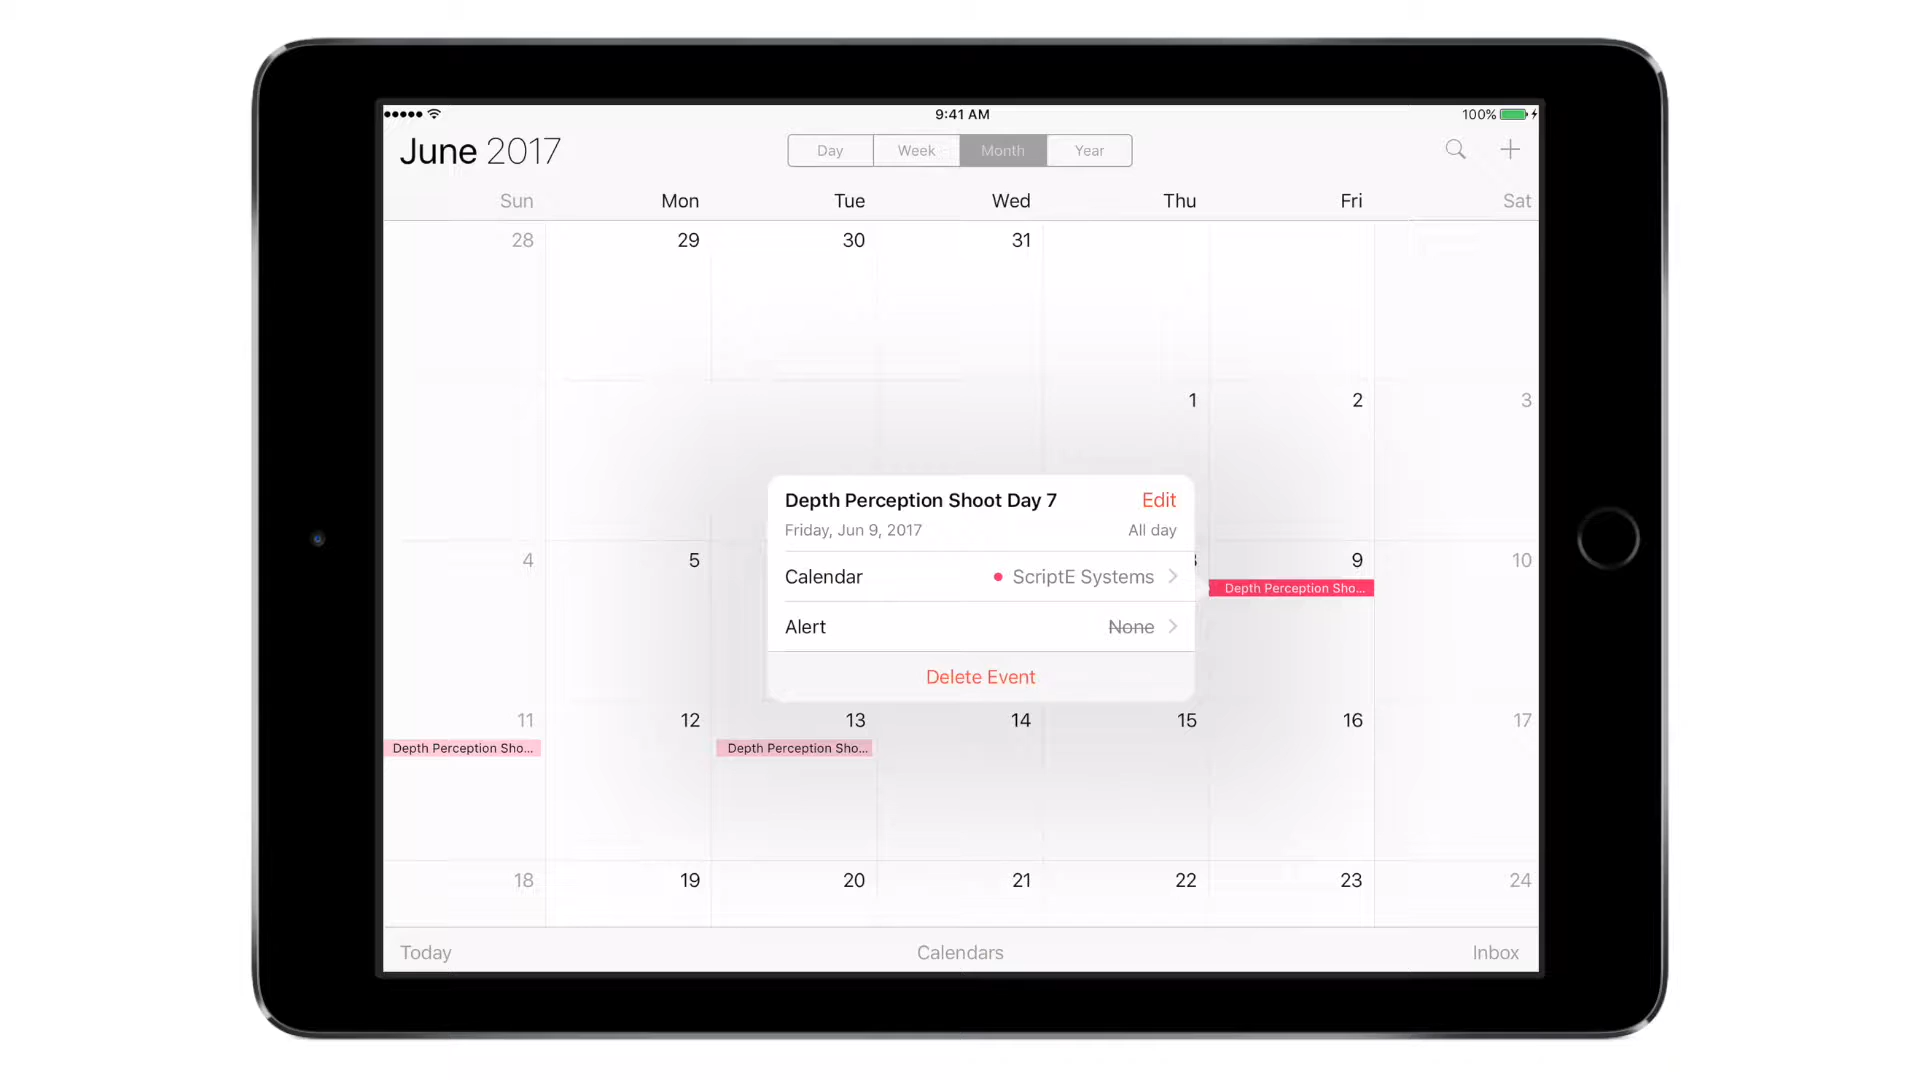 9:41 AM
100%
June 2017
Day Week Month Year
Sun Mon Tue Wed Thu Fri Sat
28 29 30 31
1 2 3
Depth Perception Shoot Day 7 Edit
Friday, Jun 9, 2017 All day
4 5 9 10
Calendar ScriptE Systems
Depth Perception Sho...
Alert None
Delete Event
11 12 13 14 15 16 17
Depth Perception Sho... Depth Perception Sho...
18 19 20 21 22 23 24
Today Calendars Inbox